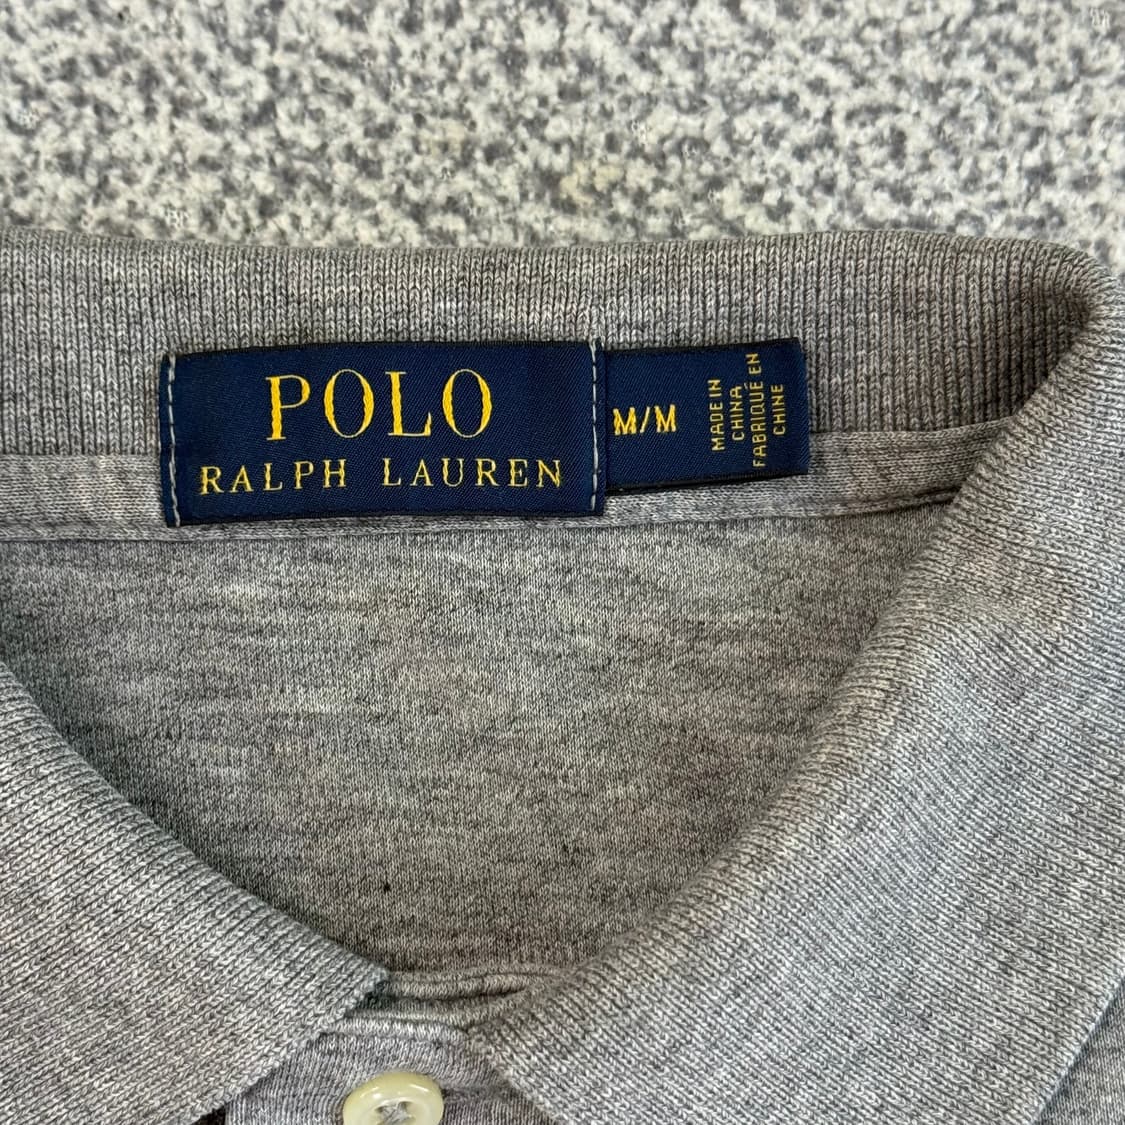 POLO
RALPH LAUREN
M/M
MADE IN
CHINA
FABRIQUÉ EN
CHINE